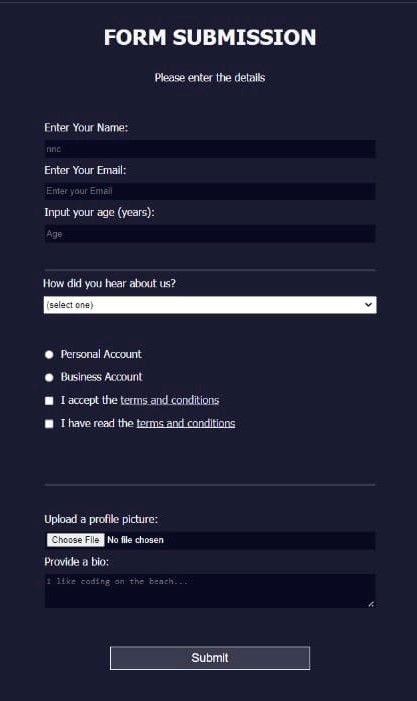 FORM SUBMISSION
Please enter the details
Enter Your Name:
nnc
Enter Your Email:
Enter your Email
Input your age (years):
Age
How did you hear about us?
(select one)
Personal Account
Business Account
I accept the terms and conditions
I have read the terms and conditions
Upload a profile picture:
Choose File No file chosen
Provide a bio:
I like coding on the beach...
Submit